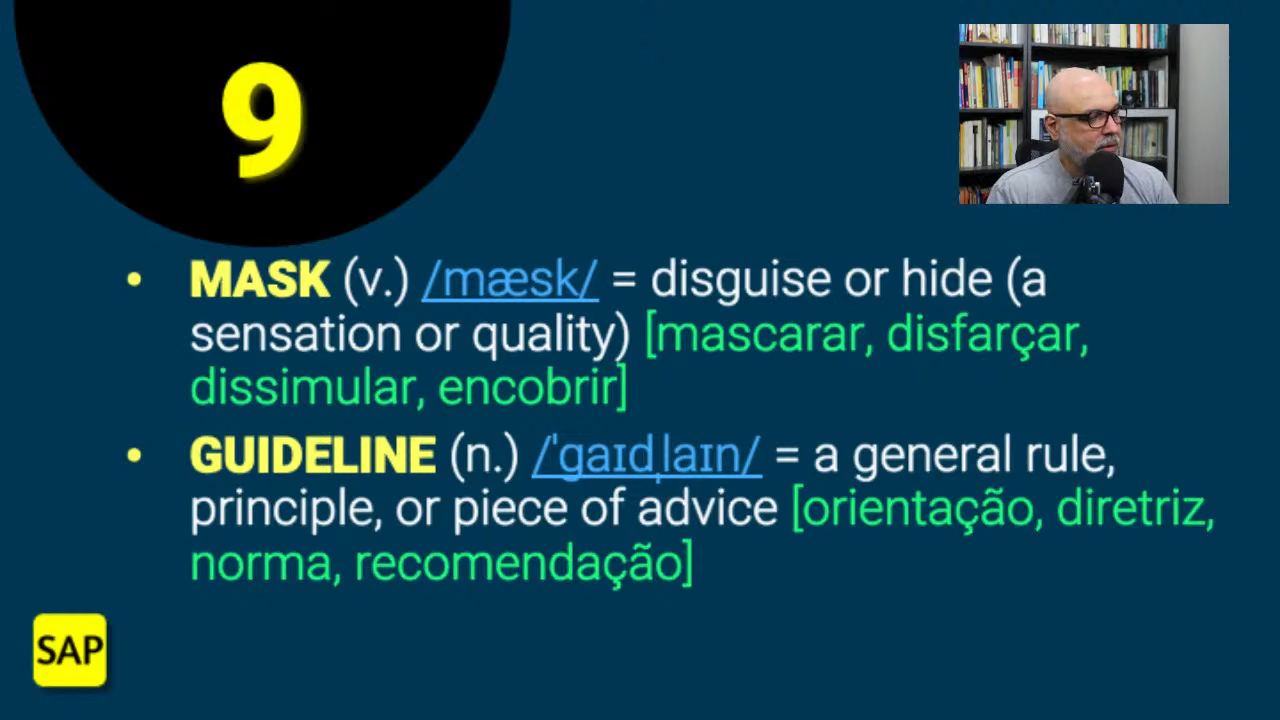 9
• MASK (v.) /mæsk/ = disguise or hide (a
sensation or quality) [mascarar, disfarçar,
dissimular, encobrir]
• GUIDELINE (n.) /ˈɡaɪdˌlaɪn/ = a general rule,
principle, or piece of advice [orientação, diretriz,
norma, recomendação]
SAP